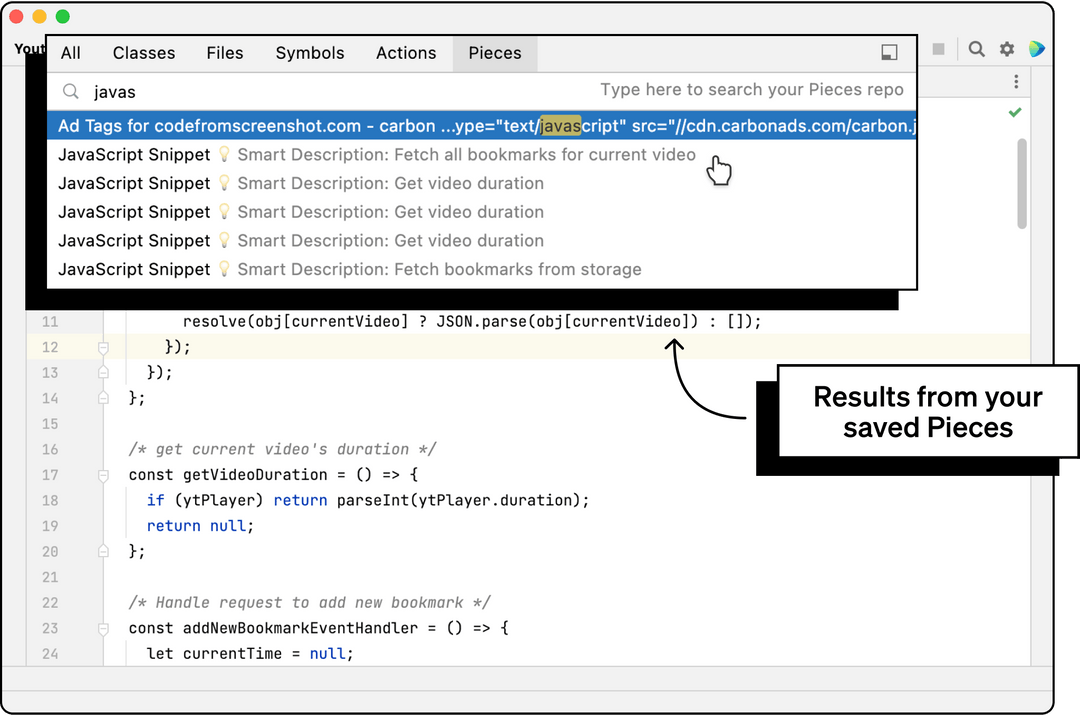 Yout
All Classes Files Symbols Actions Pieces
javas Type here to search your Pieces repo
Ad Tags for codefromscreenshot.com - carbon ...ype="text/javascript" src="//cdn.carbonads.com/carbon.j
JavaScript Snippet Smart Description: Fetch all bookmarks for current video
JavaScript Snippet Smart Description: Get video duration
JavaScript Snippet Smart Description: Get video duration
JavaScript Snippet Smart Description: Get video duration
JavaScript Snippet Smart Description: Fetch bookmarks from storage
11 resolve(obj[currentVideo] ? JSON.parse(obj[currentVideo]) : []);
12 });
13 });
14 };
15
16 /* get current video's duration */
17 const getVideoDuration = () => {
18 if (ytPlayer) return parseInt(ytPlayer.duration);
19 return null;
20 };
21
22 /* Handle request to add new bookmark */
23 const addNewBookmarkEventHandler = () => {
24 let currentTime = null;
Results from your
saved Pieces